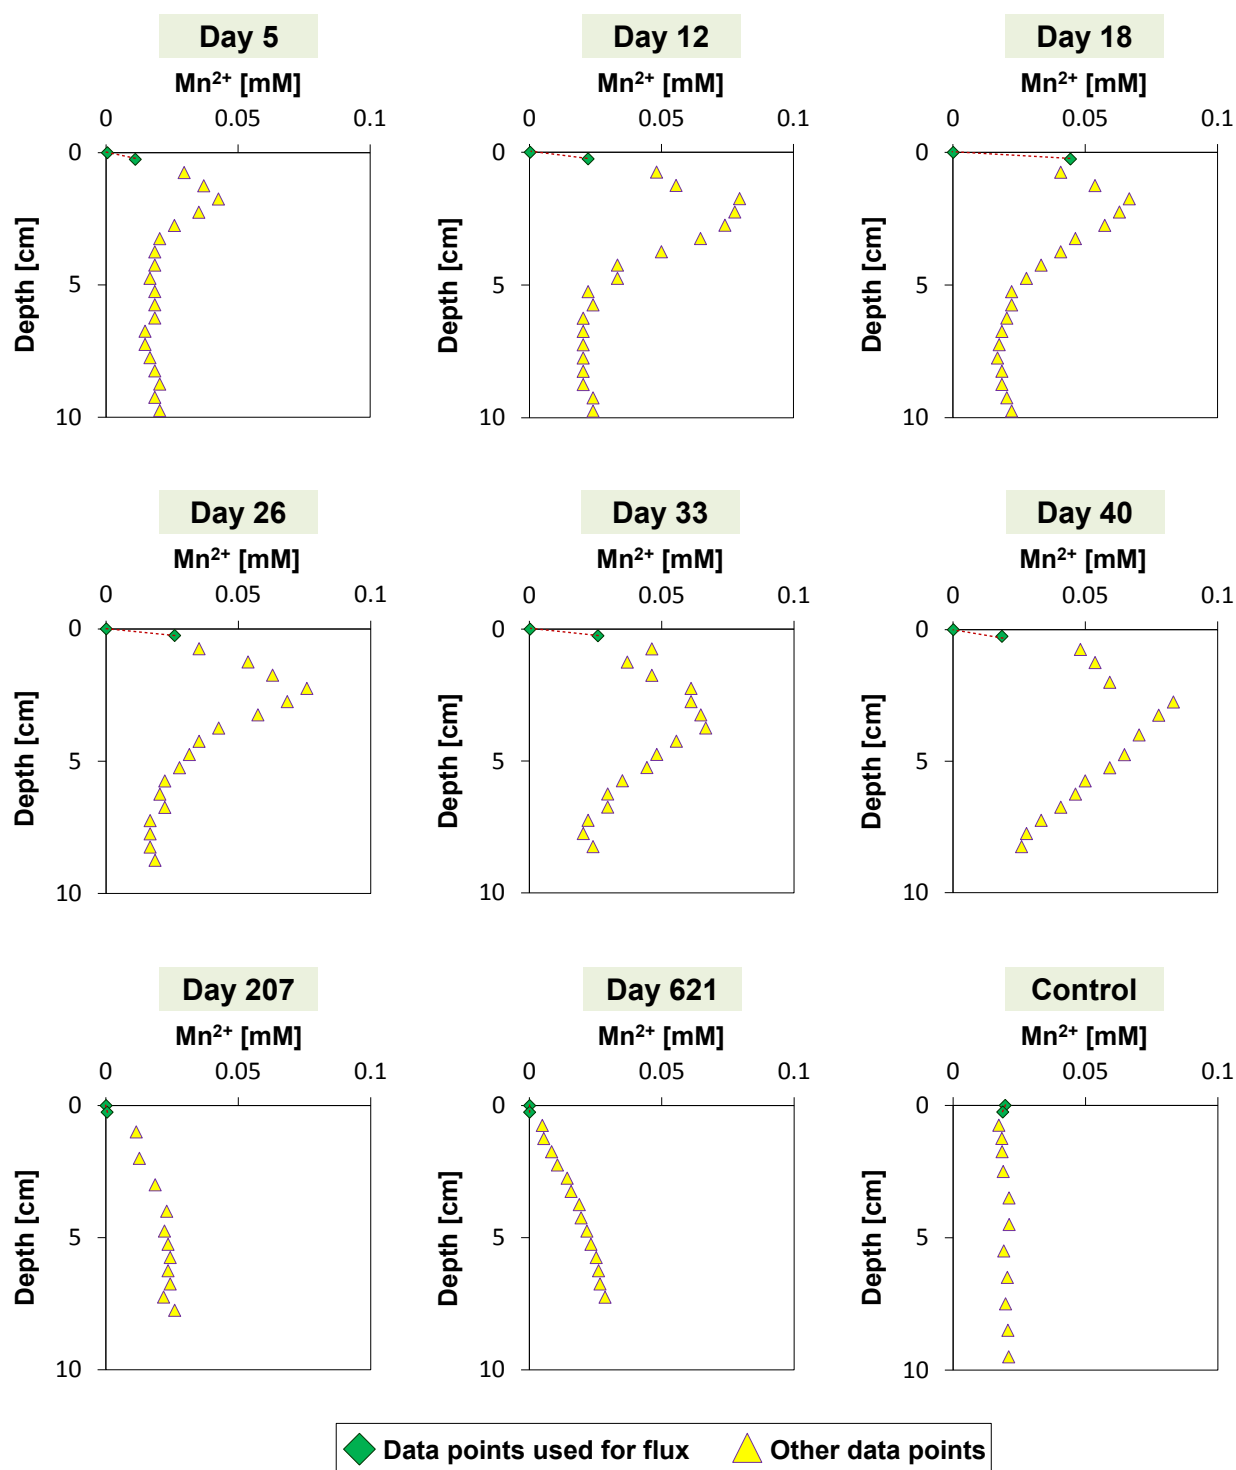 Day 5 Day 12 Day 18
Mn²⁺ [mM] Mn²⁺ [mM] Mn²⁺ [mM]
0 0.05 0.1 0 0.05 0.1 0 0.05 0.1
0 0 0
Depth [cm] Depth [cm] Depth [cm]
5 5 5
10 10 10
Day 26 Day 33 Day 40
Mn²⁺ [mM] Mn²⁺ [mM] Mn²⁺ [mM]
0 0.05 0.1 0 0.05 0.1 0 0.05 0.1
0 0 0
Depth [cm] Depth [cm] Depth [cm]
5 5 5
10 10 10
Day 207 Day 621 Control
Mn²⁺ [mM] Mn²⁺ [mM] Mn²⁺ [mM]
0 0.05 0.1 0 0.05 0.1 0 0.05 0.1
0 0 0
Depth [cm] Depth [cm] Depth [cm]
5 5 5
10 10 10
Data points used for flux Other data points